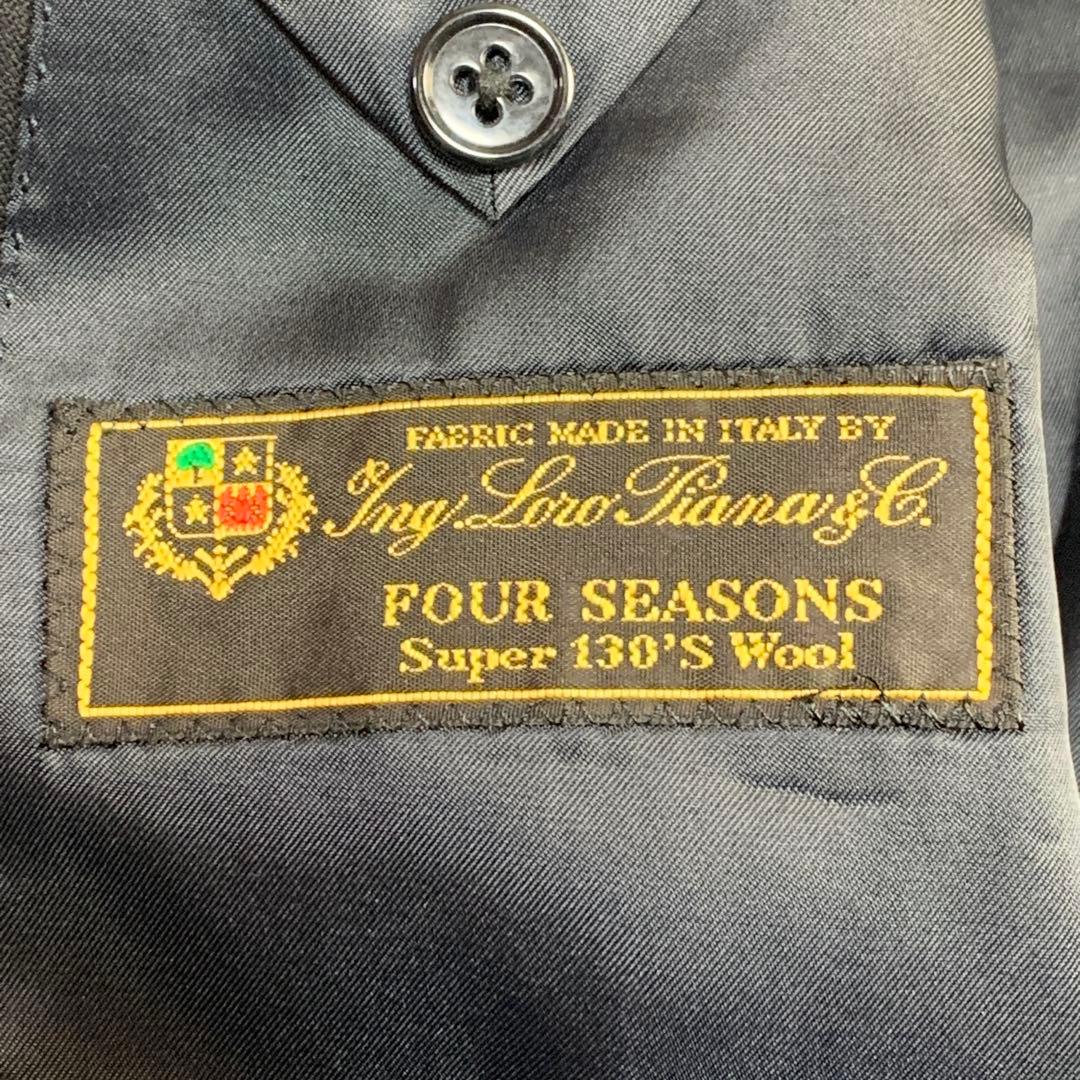 FABRIC MADE IN ITALY BY
Ing. Loro Piana & C.
FOUR SEASONS
Super 130'S Wool